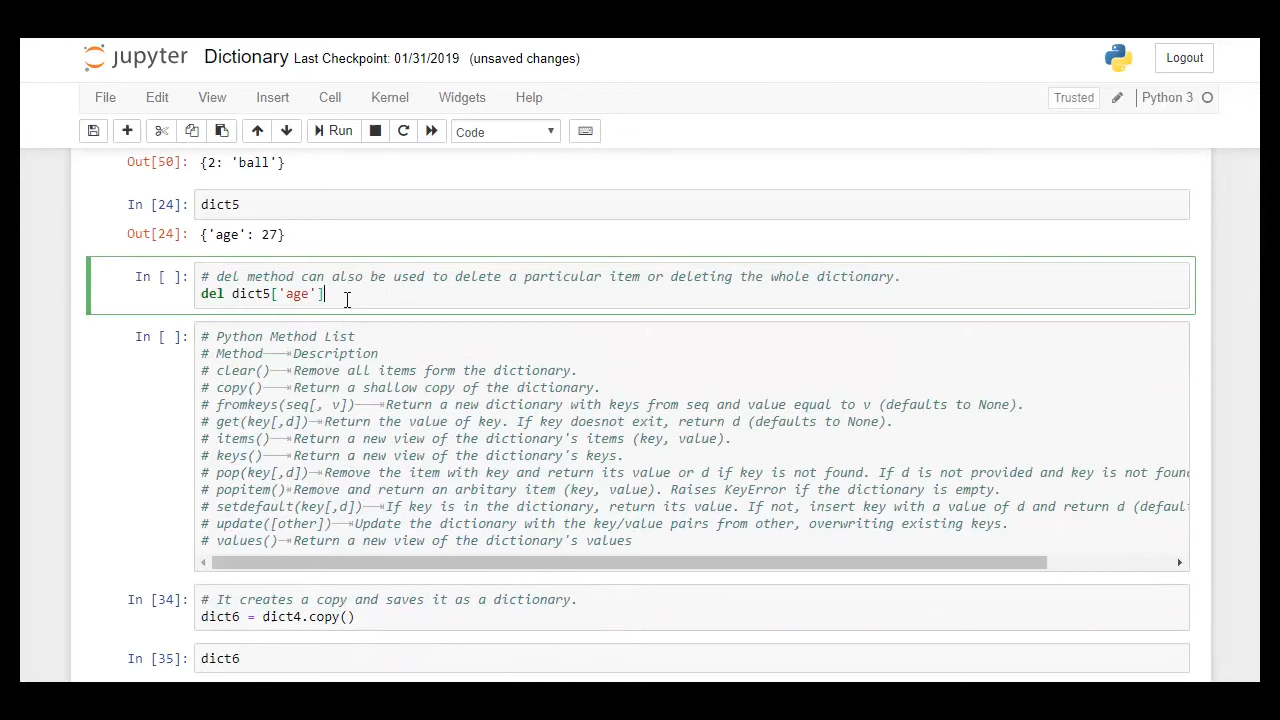 jupyter Dictionary Last Checkpoint: 01/31/2019 (unsaved changes) Logout
File Edit View Insert Cell Kernel Widgets Help Trusted Python 3
Run Code
Out[50]: {2: 'ball'}
In [24]: dict5
Out[24]: {'age': 27}
In [ ]: # del method can also be used to delete a particular item or deleting the whole dictionary.
del dict5['age']
In [ ]: # Python Method List
# Method Description
# clear() Remove all items form the dictionary.
# copy() Return a shallow copy of the dictionary.
# fromkeys(seq[, v]) Return a new dictionary with keys from seq and value equal to v (defaults to None).
# get(key[,d]) Return the value of key. If key doesnot exit, return d (defaults to None).
# items() Return a new view of the dictionary's items (key, value).
# keys() Return a new view of the dictionary's keys.
# pop(key[,d]) Remove the item with key and return its value or d if key is not found. If d is not provided and key is not foun
# popitem() Remove and return an arbitary item (key, value). Raises KeyError if the dictionary is empty.
# setdefault(key[,d]) If key is in the dictionary, return its value. If not, insert key with a value of d and return d (defaul
# update([other]) Update the dictionary with the key/value pairs from other, overwriting existing keys.
# values() Return a new view of the dictionary's values
In [34]: # It creates a copy and saves it as a dictionary.
dict6 = dict4.copy()
In [35]: dict6